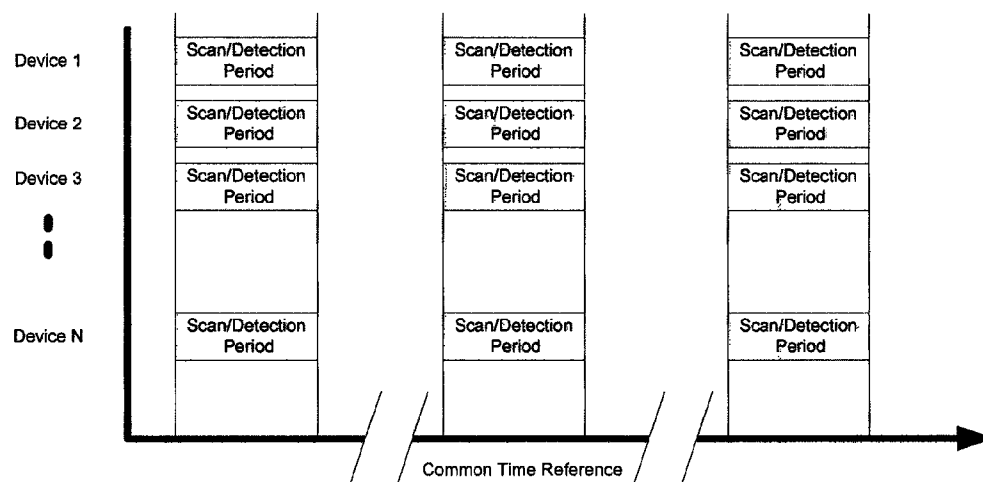 Device 1
Scan/Detection
Period
Scan/Detection
Period
Scan/Detection
Period
Device 2
Scan/Detection
Period
Scan/Detection
Period
Scan/Detection
Period
Device 3
Scan/Detection
Period
Scan/Detection
Period
Scan/Detection
Period
Device N
Scan/Detection
Period
Scan/Detection
Period
Scan/Detection
Period
Common Time Reference